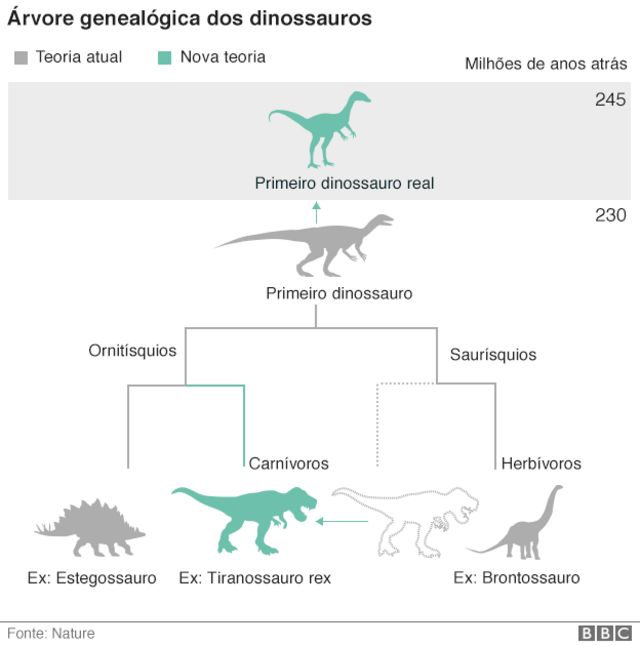 Árvore genealógica dos dinossauros
Teoria atual
Nova teoria
Milhões de anos atrás
245
Primeiro dinossauro real
230
Primeiro dinossauro
Ornitísquios
Saurísquios
Carnívoros
Herbívoros
Ex: Estegossauro
Ex: Tiranossauro rex
Ex: Brontossauro
Fonte: Nature
BBC